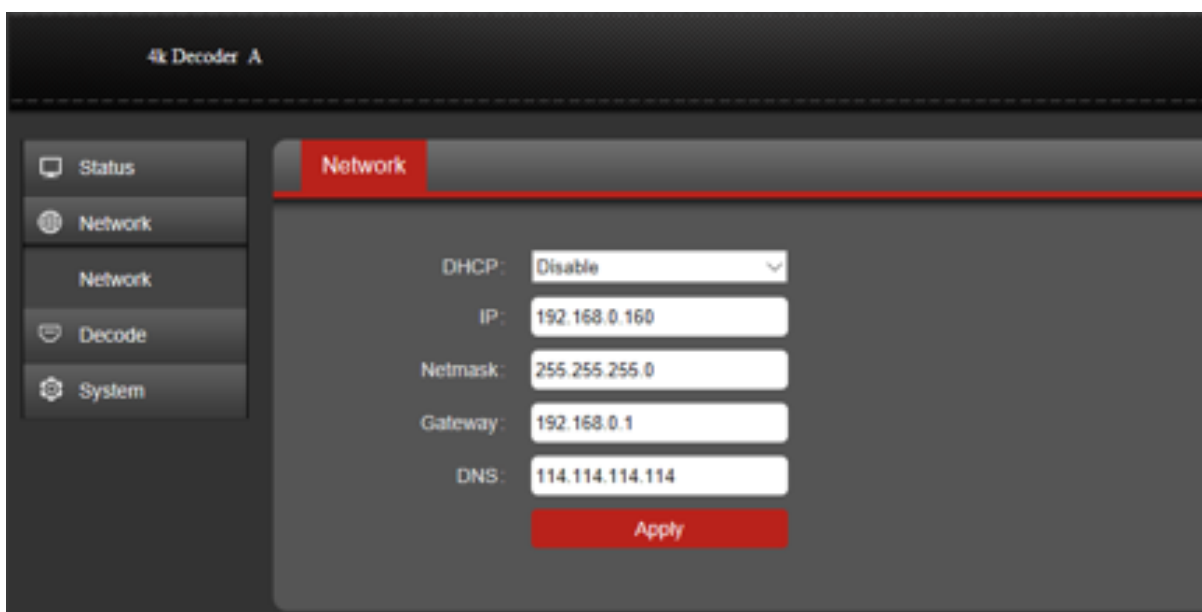 4k Decoder A
Status
Network
Network
Decode
System
Network
DHCP: Disable
IP: 192.168.0.160
Netmask: 255.255.255.0
Gateway: 192.168.0.1
DNS: 114.114.114.114
Apply